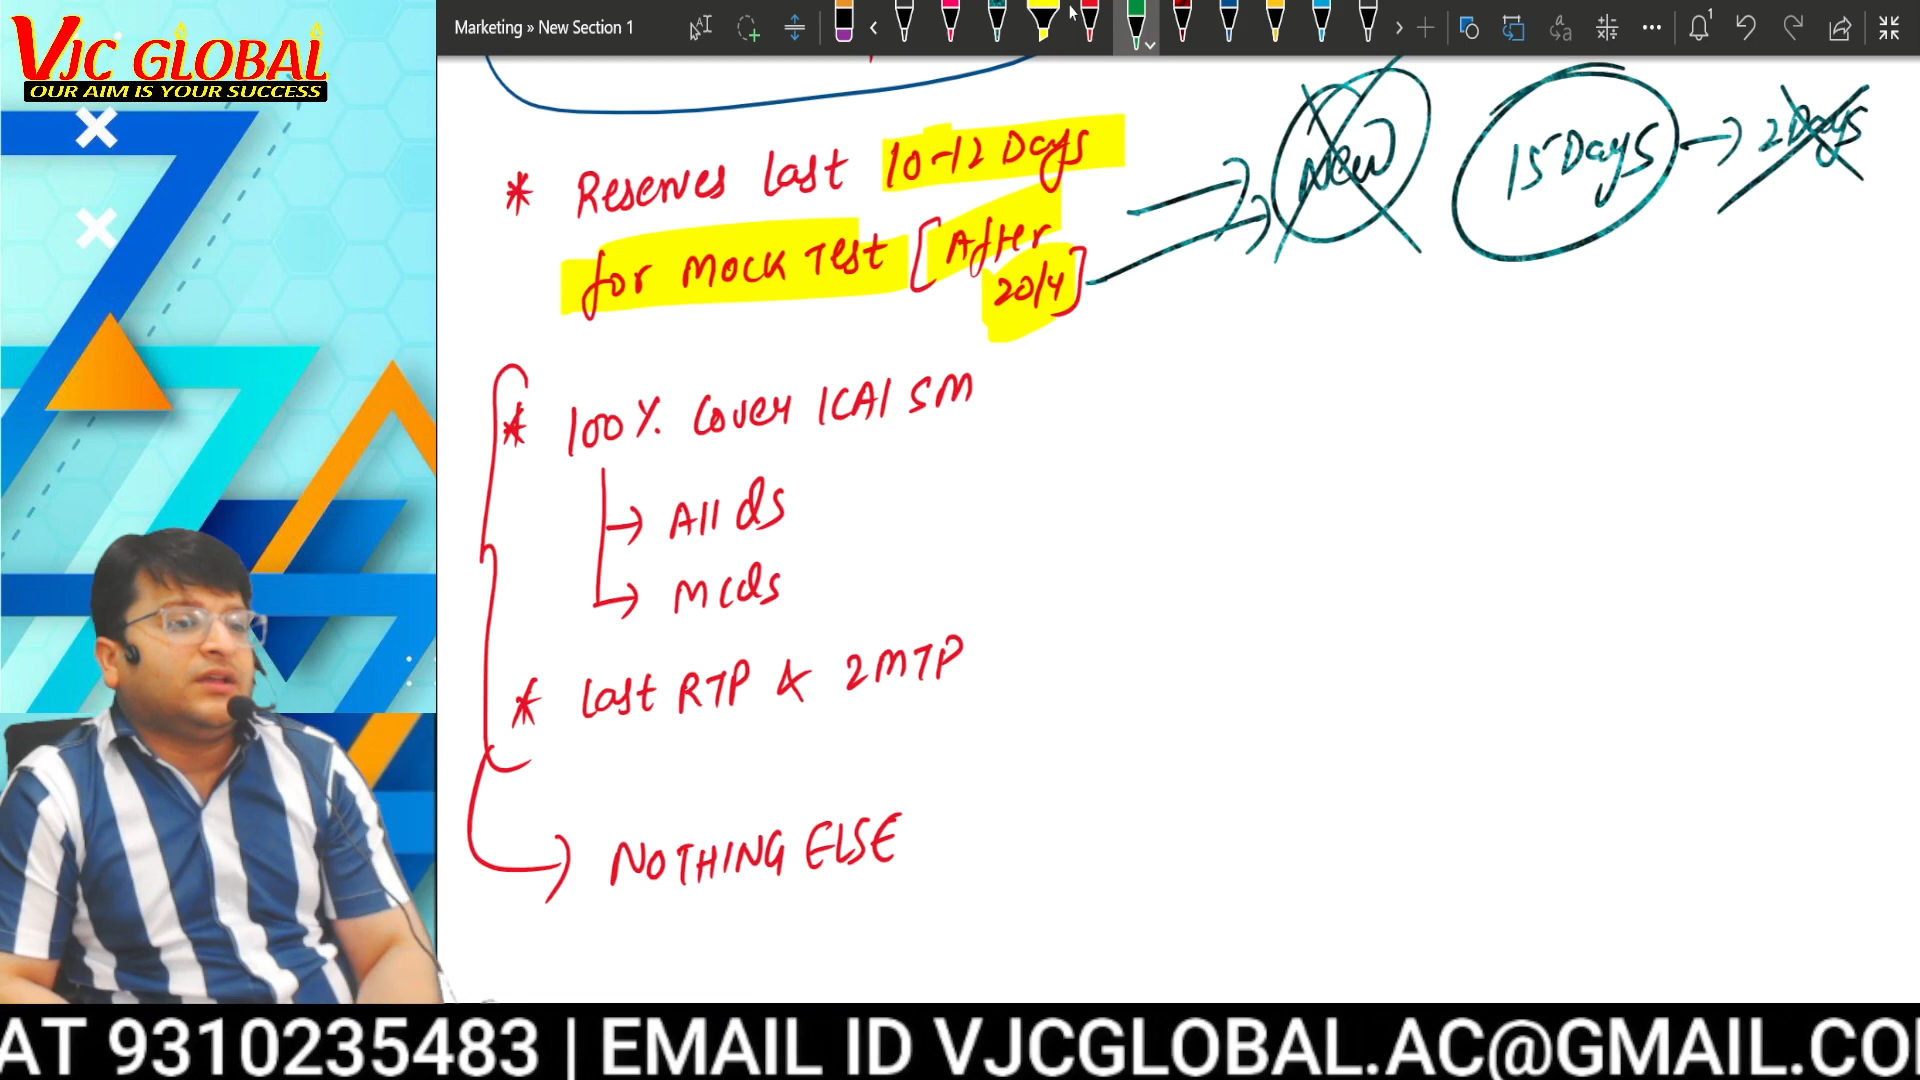 VJC GLOBAL
OUR AIM IS YOUR SUCCESS
Marketing » New Section 1
* Reserves last 10-12 Days
for Mock Test [After
20/4]
New
15 Days → 2 Days
* 100% Cover ICAI SM
→ All Qs
→ MCQs
* last RTP & 2 MTP
→ NOTHING ELSE
AT 9310235483 | EMAIL ID VJCGLOBAL.AC@GMAIL.CO